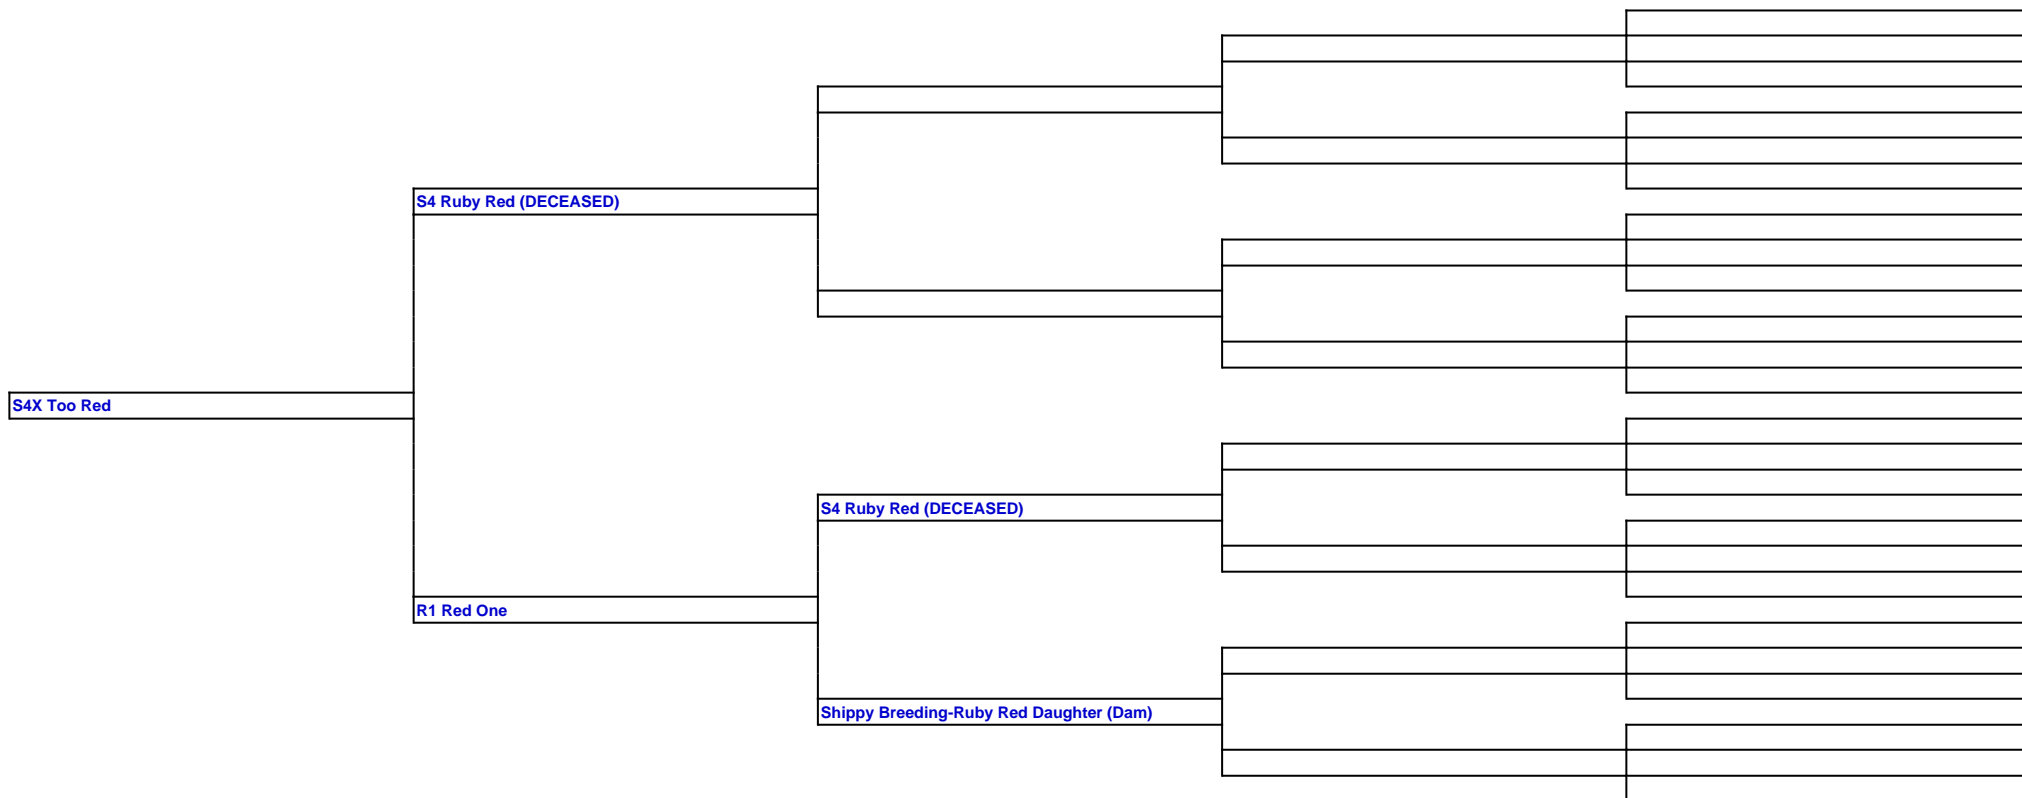 S4 Ruby Red (DECEASED)
S4X Too Red
S4 Ruby Red (DECEASED)
R1 Red One
Shippy Breeding-Ruby Red Daughter (Dam)